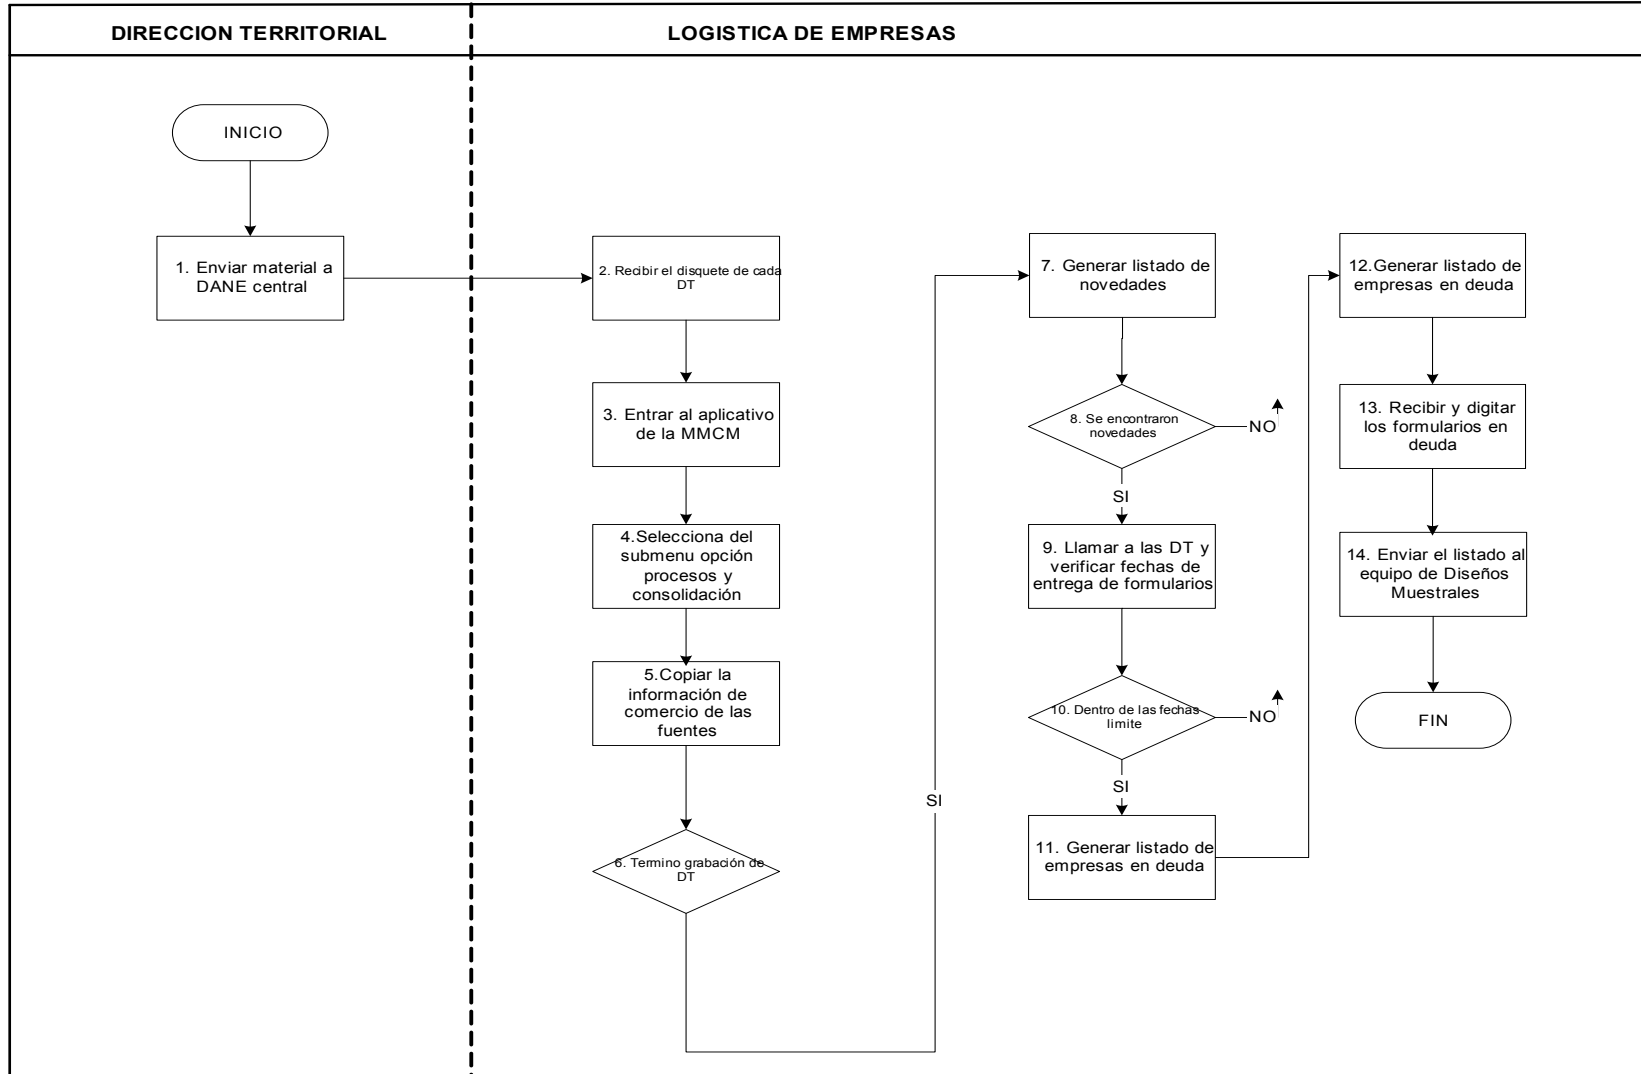 DIRECCION TERRITORIAL
LOGISTICA DE EMPRESAS
INICIO
1. Enviar material a
DANE central
2. Recibir el disquete de cada
DT
3. Entrar al aplicativo
de la MMCM
4.Selecciona del
submenu opción
procesos y
consolidación
5.Copiar la
información de
comercio de las
fuentes
6. Termino grabación de
DT
SI
7. Generar listado de
novedades
8. Se encontraron
novedades
NO
SI
9. Llamar a las DT y
verificar fechas de
entrega de formularios
10. Dentro de las fechas
limite
NO
SI
11. Generar listado de
empresas en deuda
12.Generar listado de
empresas en deuda
13. Recibir y digitar
los formularios en
deuda
14. Enviar el listado al
equipo de Diseños
Muestrales
FIN